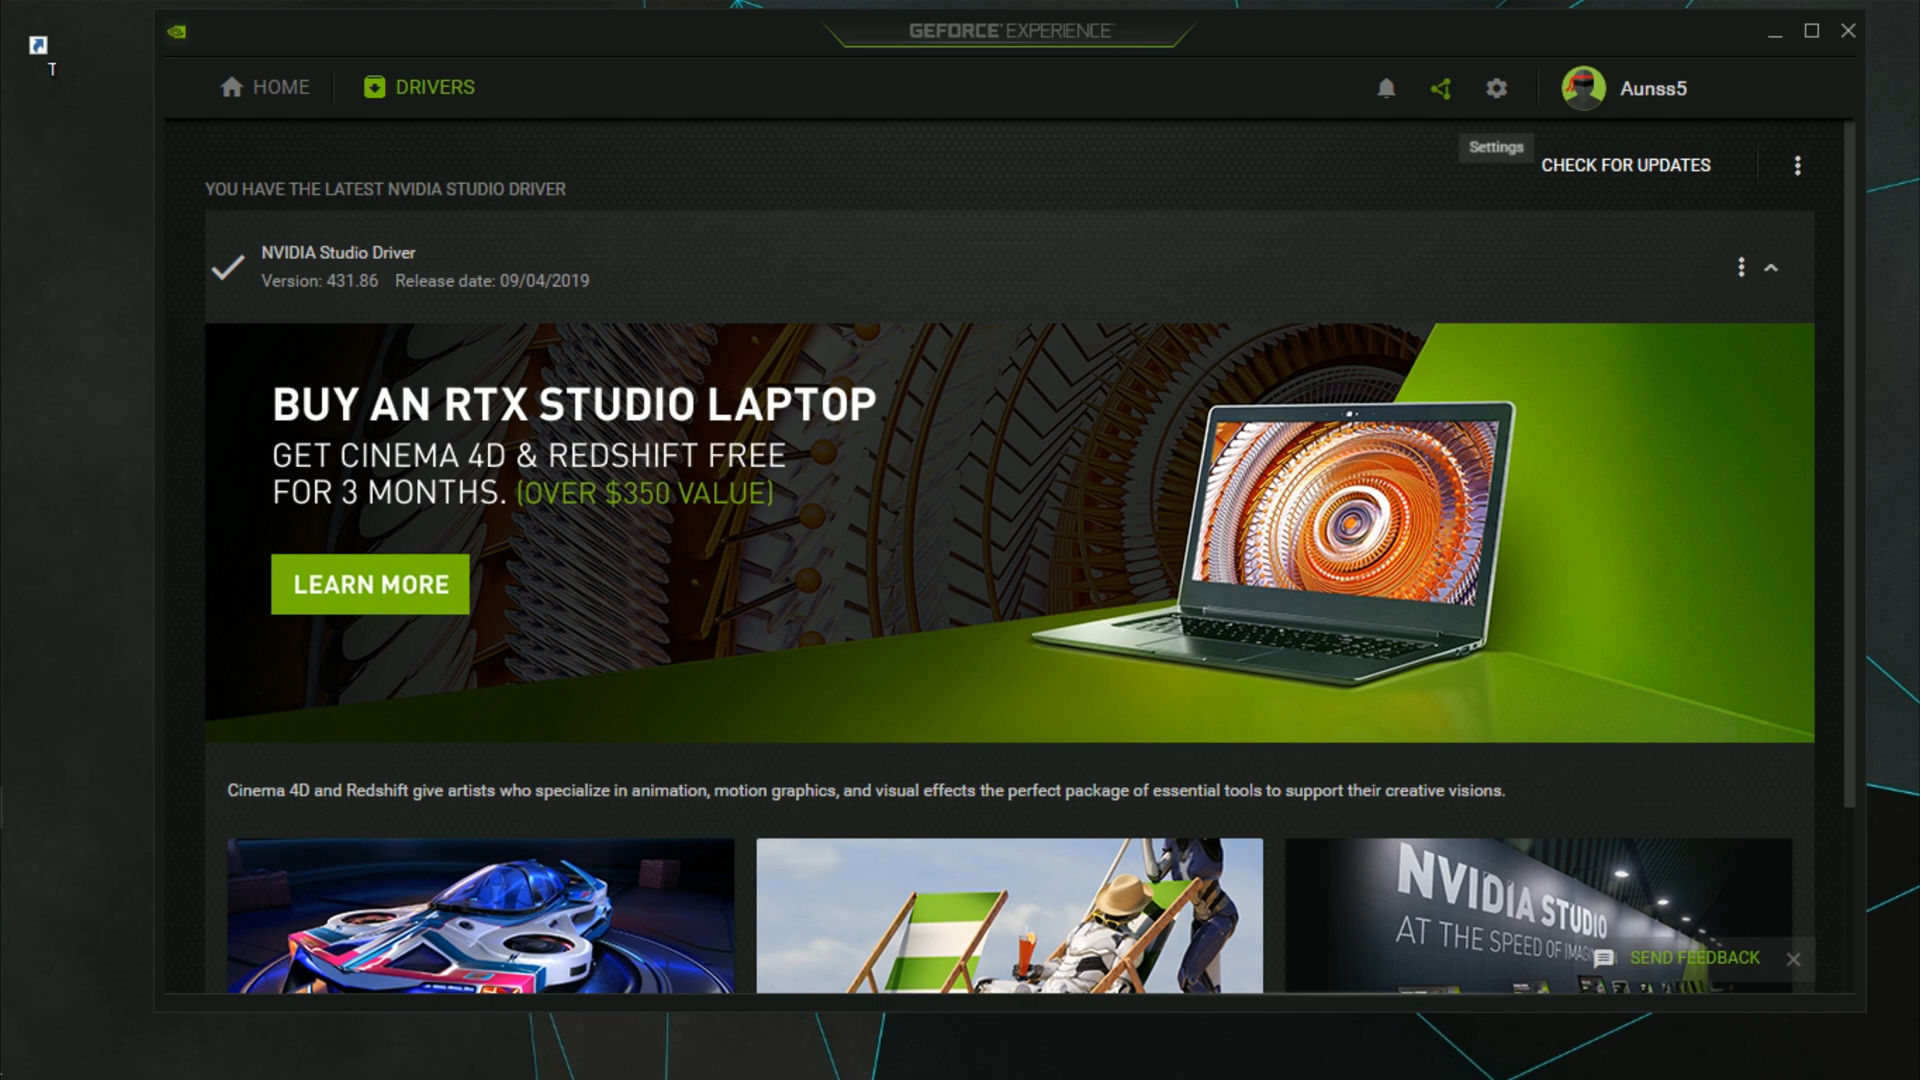 GEFORCE EXPERIENCE
T
HOME
DRIVERS
Aunss5
Settings
CHECK FOR UPDATES
YOU HAVE THE LATEST NVIDIA STUDIO DRIVER
NVIDIA Studio Driver
Version: 431.86 Release date: 09/04/2019
BUY AN RTX STUDIO LAPTOP
GET CINEMA 4D & REDSHIFT FREE
FOR 3 MONTHS. (OVER $350 VALUE)
LEARN MORE
Cinema 4D and Redshift give artists who specialize in animation, motion graphics, and visual effects the perfect package of essential tools to support their creative visions.
NVIDIA STUDIO
AT THE SPEED OF
SEND FEEDBACK